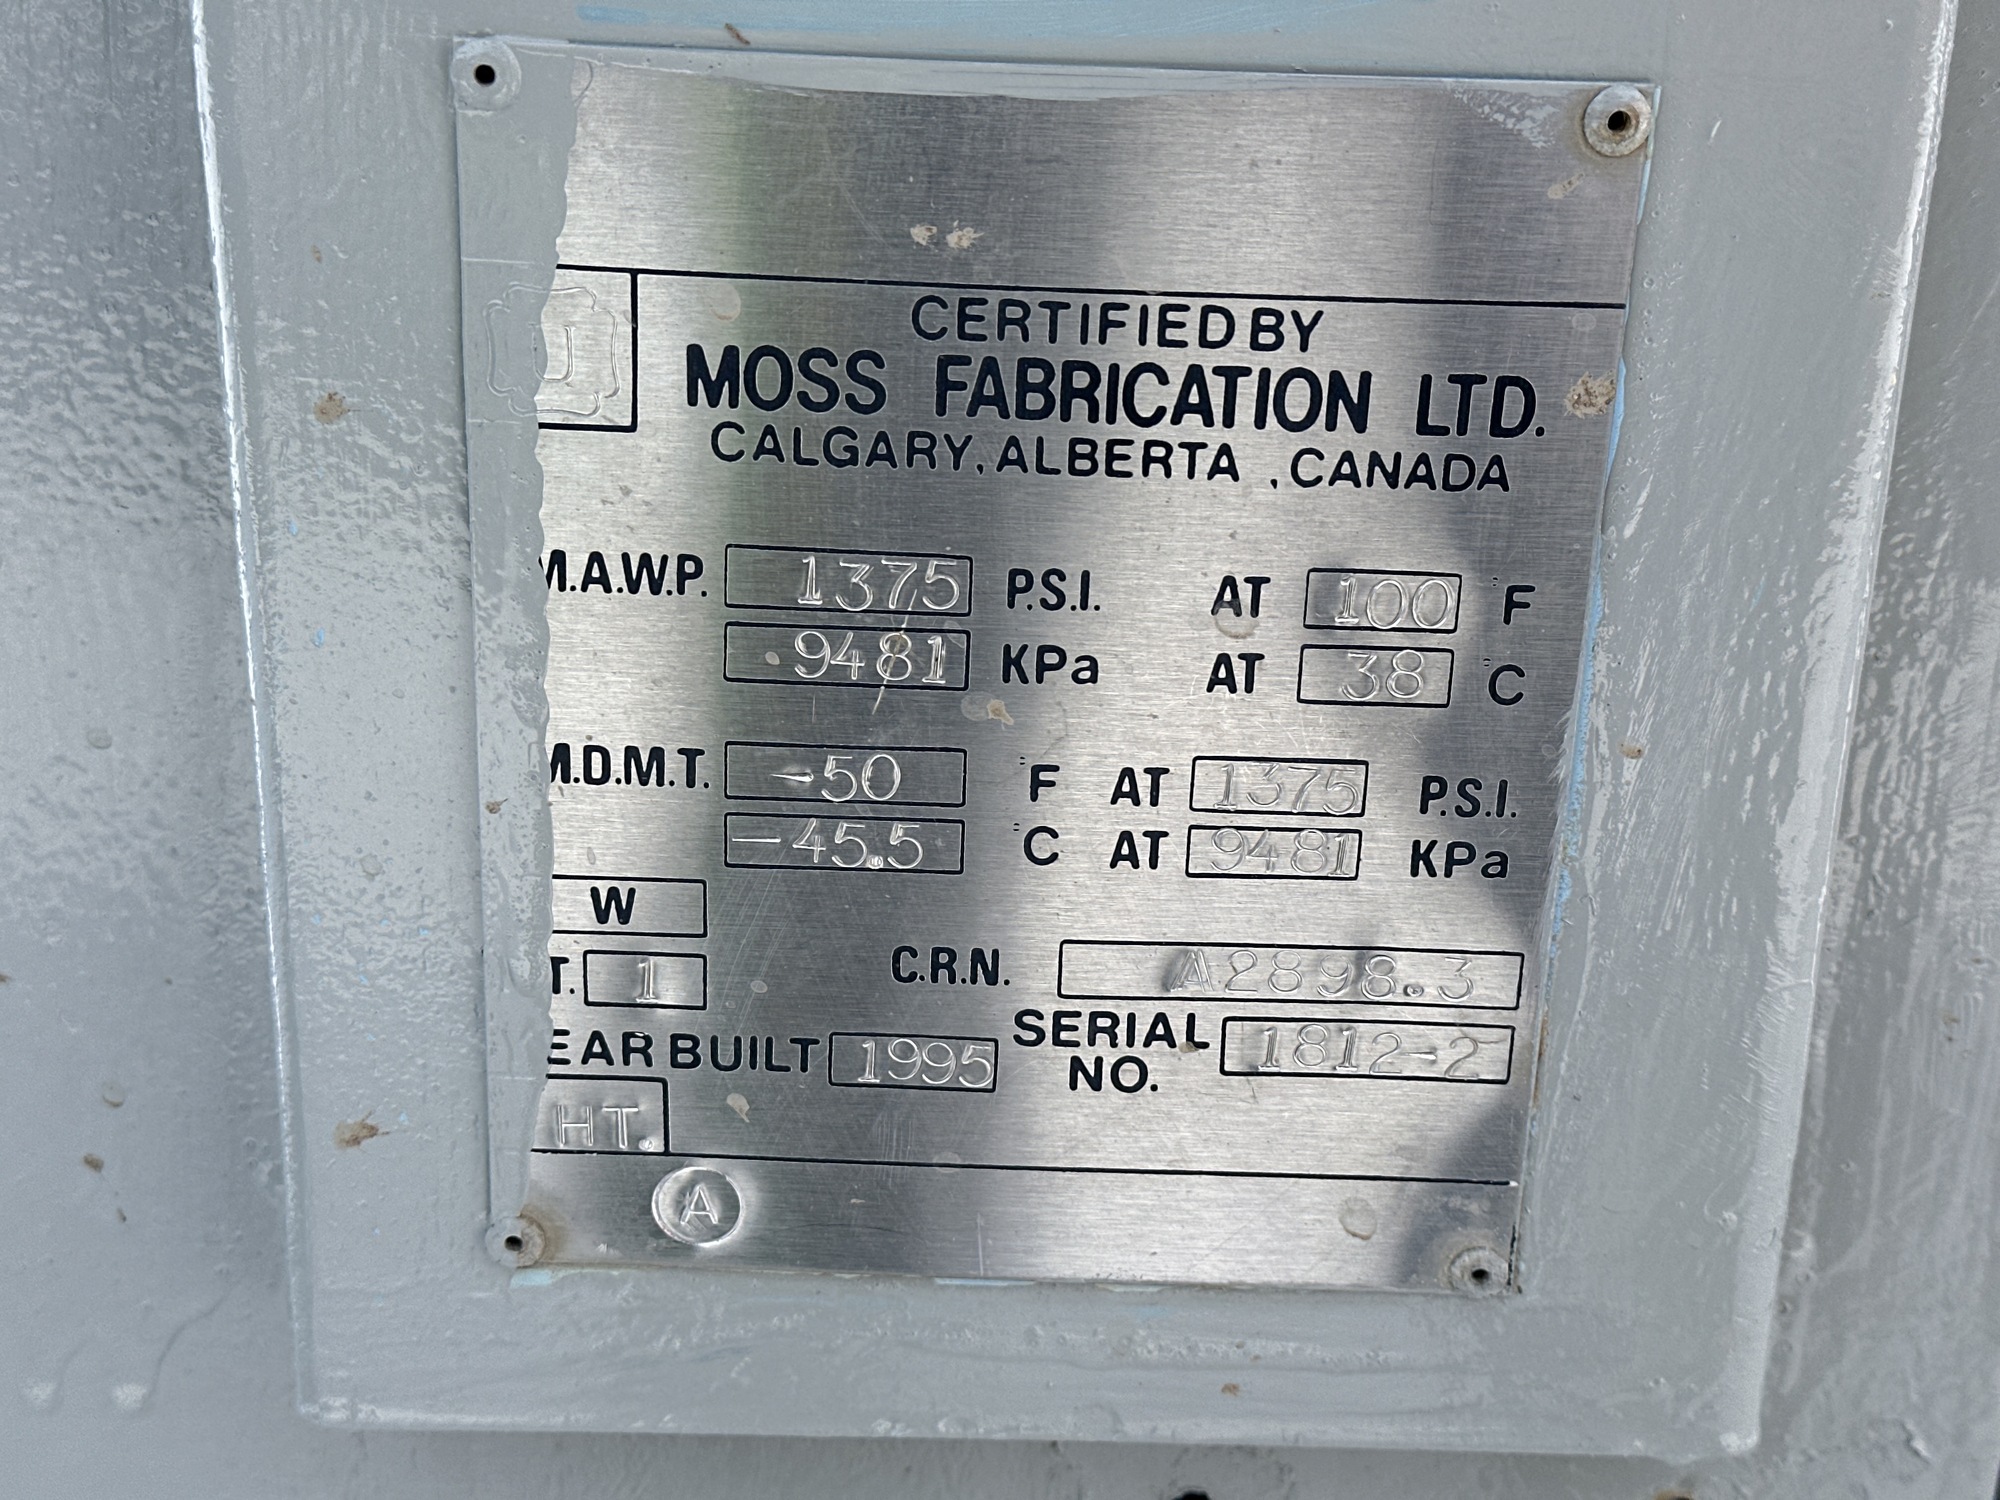 U
CERTIFIED BY
MOSS FABRICATION LTD.
CALGARY, ALBERTA , CANADA
M.A.W.P. 1375 P.S.I. AT 100 °F
9481 KPa AT 38 °C
M.D.M.T. -50 °F AT 1375 P.S.I.
-45.5 °C AT 9481 KPa
W
T. 1 C.R.N. A2898.3
EAR BUILT 1995 SERIAL NO. 1812-2
HT.
A